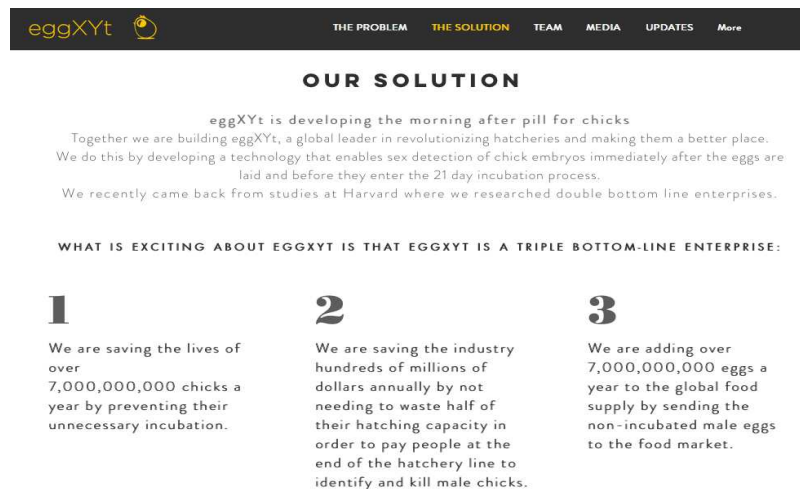 eggXYt
THE PROBLEM THE SOLUTION TEAM MEDIA UPDATES More
OUR SOLUTION
eggXYt is developing the morning after pill for chicks
Together we are building eggXYt, a global leader in revolutionizing hatcheries and making them a better place.
We do this by developing a technology that enables sex detection of chick embryos immediately after the eggs are
laid and before they enter the 21 day incubation process.
We recently came back from studies at Harvard where we researched double bottom line enterprises.
WHAT IS EXCITING ABOUT EGGXYT IS THAT EGGXYT IS A TRIPLE BOTTOM-LINE ENTERPRISE:
1
We are saving the lives of
over
7,000,000,000 chicks a
year by preventing their
unnecessary incubation.
2
We are saving the industry
hundreds of millions of
dollars annually by not
needing to waste half of
their hatching capacity in
order to pay people at the
end of the hatchery line to
identify and kill male chicks.
3
We are adding over
7,000,000,000 eggs a
year to the global food
supply by sending the
non-incubated male eggs
to the food market.